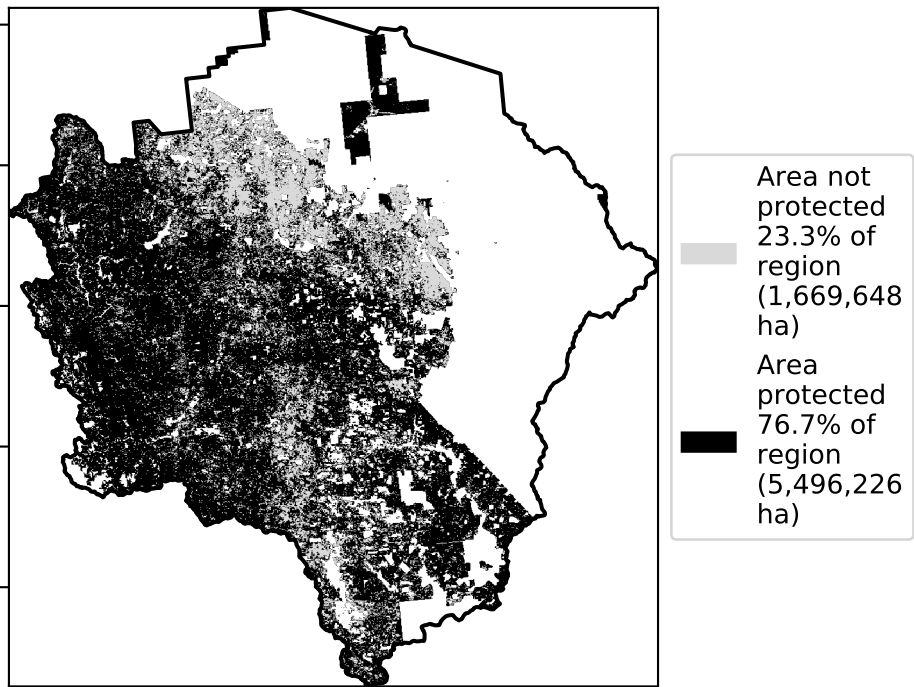 Area not
protected
23.3% of
region
(1,669,648
ha)
Area
protected
76.7% of
region
(5,496,226
ha)